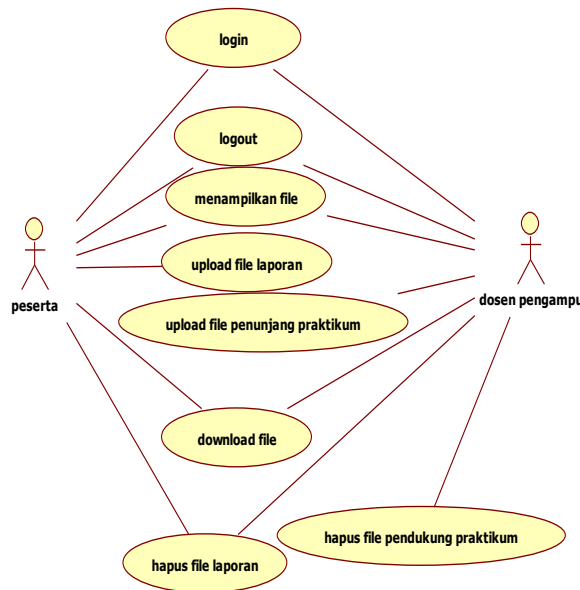 login
logout
menampilkan file
upload file laporan
peserta
dosen pengampu
upload file penunjang praktikum
download file
hapus file pendukung praktikum
hapus file laporan